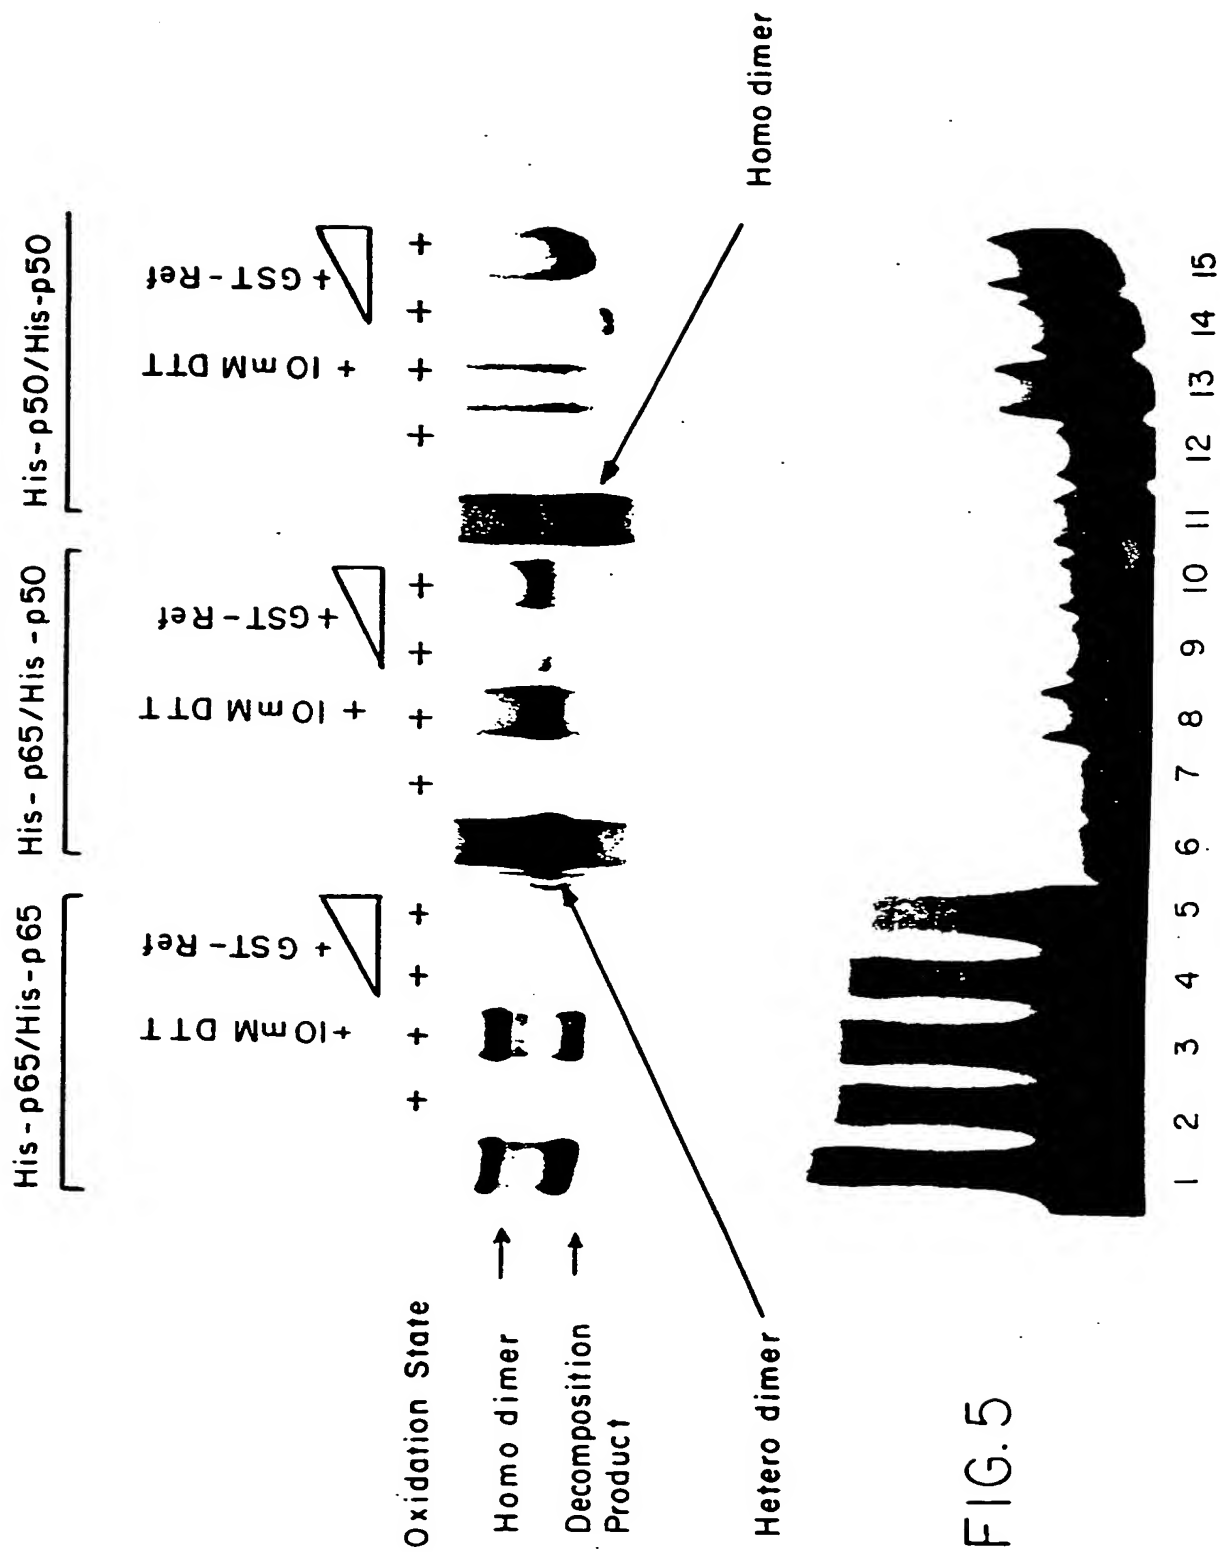 His-p65/His-p65
His-p65/His-p50
His-p50/His-p50
+10mM DTT
+ GST-Ref
+ 10mM DTT
+ GST-Ref
+ 10mM DTT
+ GST-Ref
Oxidation State
+ + + + + + + + + + + +
Homo dimer
Decomposition
Product
Hetero dimer
Homo dimer
1 2 3 4 5 6 7 8 9 10 11 12 13 14 15
FIG. 5